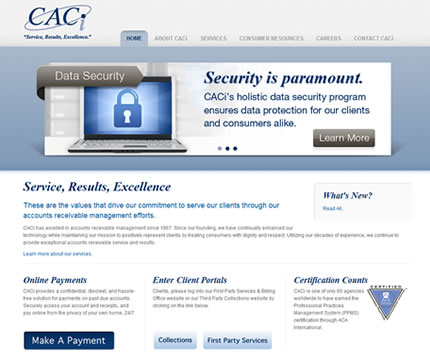 CACi
"Service, Results, Excellence."
HOME ABOUT CACi SERVICES CONSUMER RESOURCES CAREERS CONTACT CACi
Data Security
Security is paramount.
CACi's holistic data security program
ensures data protection for our clients
and consumers alike.
Learn More
Service, Results, Excellence
These are the values that drive our commitment to serve our clients through our
accounts receivable management efforts.
CACi has excelled in accounts receivable management since 1967. Since our founding, we have continually enhanced our
technology while maintaining our mission to positively represent clients by treating consumers with dignity and respect. Utilizing our decades of experience, we continue to
provide exceptional accounts receivable service and results.
Learn more about our services.
What's New?
Read All...
Online Payments
CACi provides a confidential, discreet, and hassle-
free solution for payments on past due accounts.
Securely access your account and receipts, and
pay online from the privacy of your own home, 24/7.
Make A Payment
Enter Client Portals
Clients, please log into our First Party Services & Billing
Office website or our Third Party Collections website by
clicking on the link below.
Collections First Party Services
Certification Counts
CACi is one of only 60 agencies
worldwide to have earned the
Professional Practices
Management System (PPMS)
certification through ACA
International.
CERTIFIED
ACA